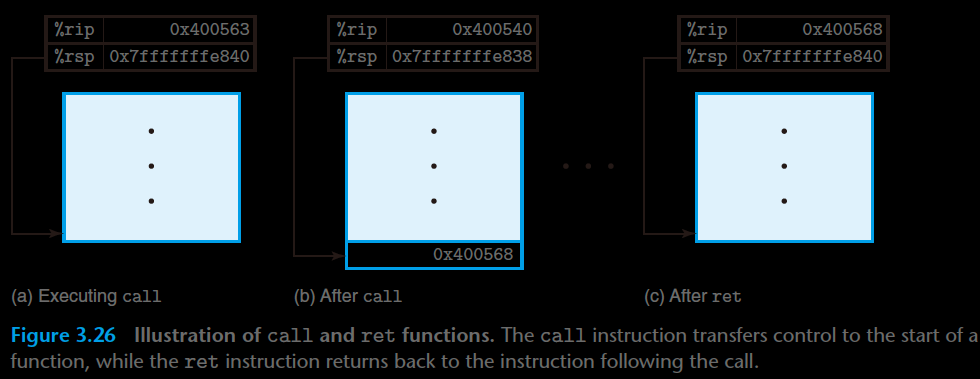 %rip 0x400563 %rip 0x400540 %rip 0x400568
%rsp 0x7fffffffe840 %rsp 0x7fffffffe838 %rsp 0x7fffffffe840
0x400568
(a) Executing call (b) After call (c) After ret
Figure 3.26 Illustration of call and ret functions. The call instruction transfers control to the start of a
function, while the ret instruction returns back to the instruction following the call.